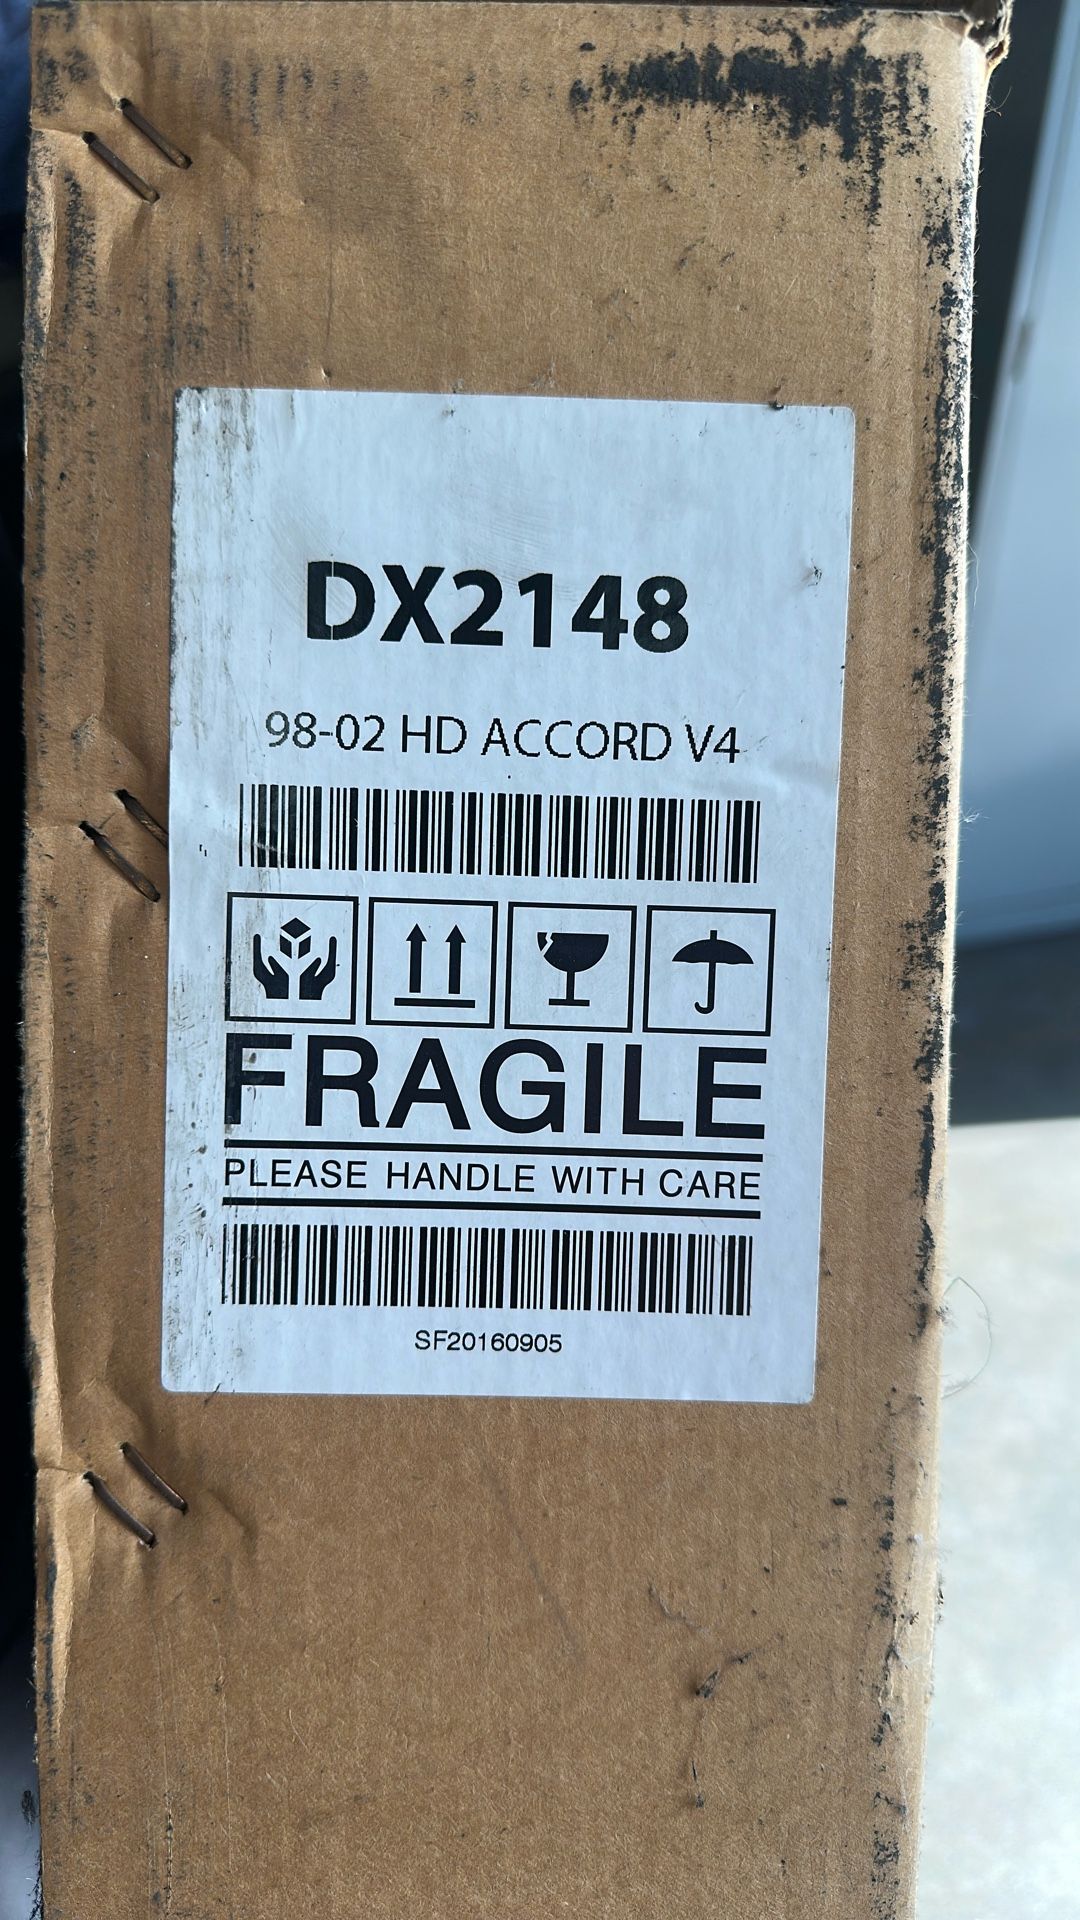 DX2148
98-02 HD ACCORD V4
FRAGILE
PLEASE HANDLE WITH CARE
SF20160905